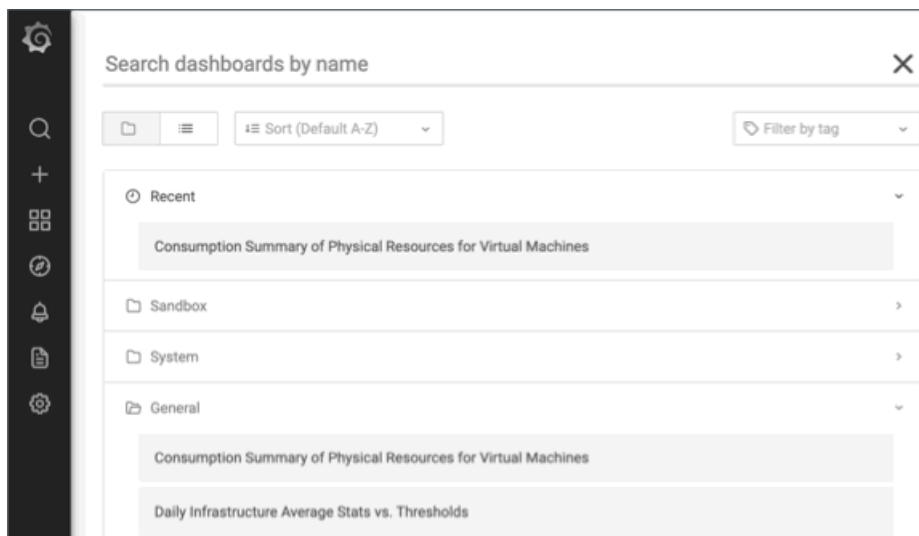 Search dashboards by name
Sort (Default A-Z)
Filter by tag
Recent
Consumption Summary of Physical Resources for Virtual Machines
Sandbox
System
General
Consumption Summary of Physical Resources for Virtual Machines
Daily Infrastructure Average Stats vs. Thresholds